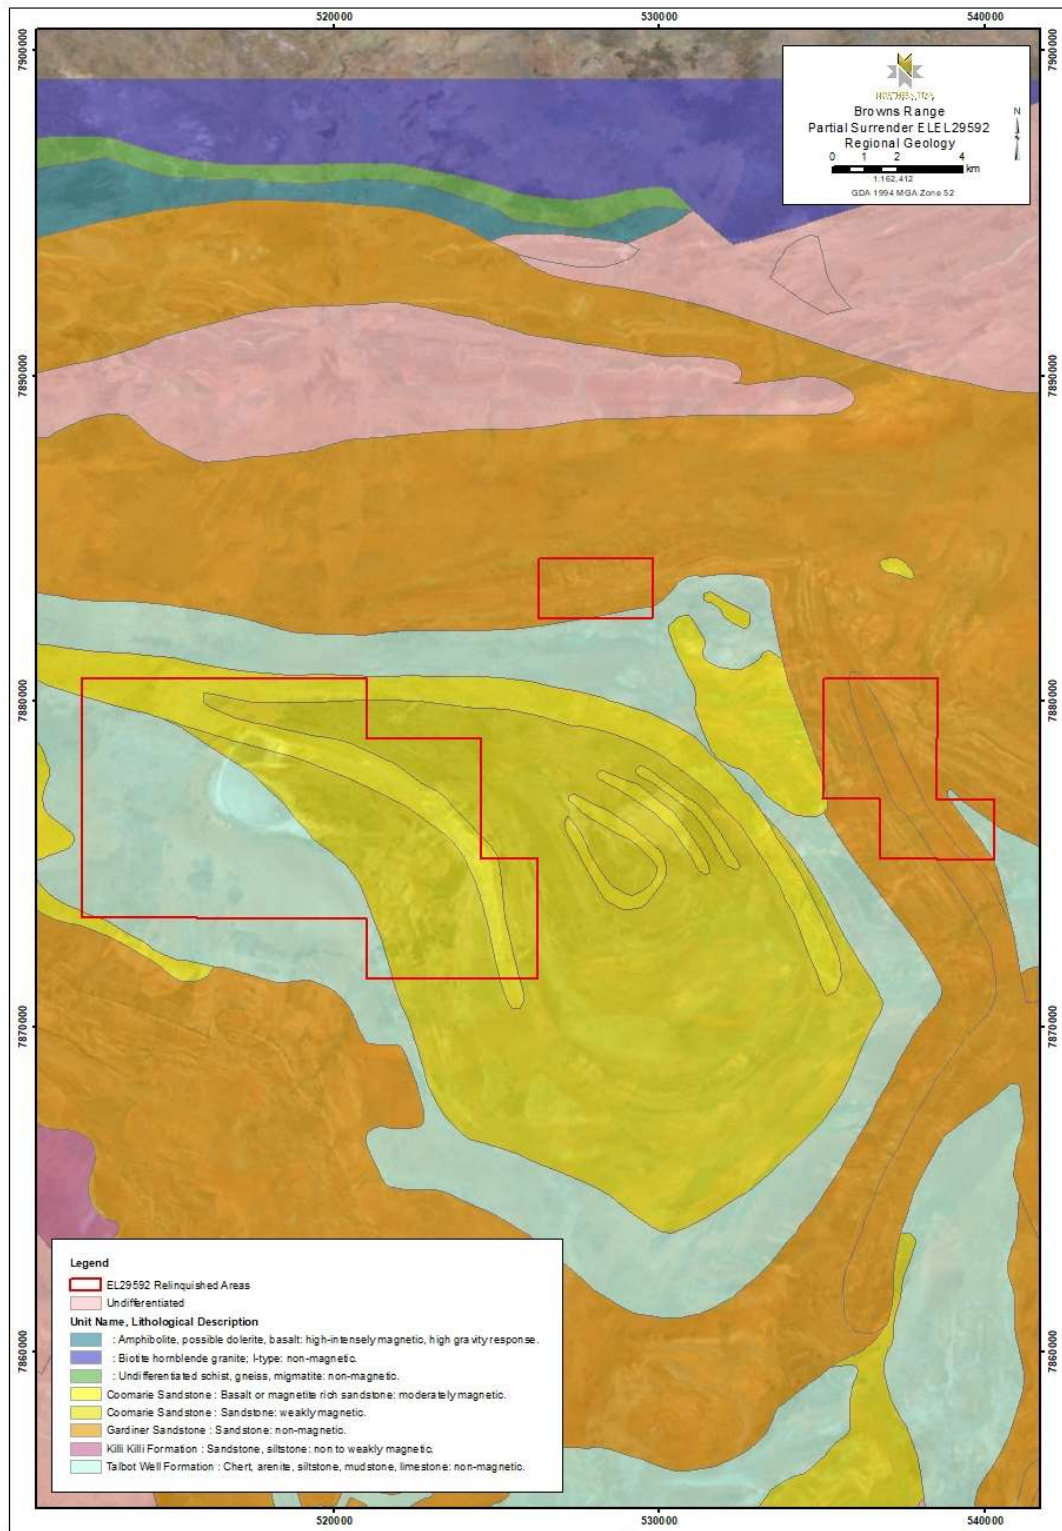 520000 530000 540000
7900000 7900000
Browns Range
Partial Surrender ELEL29592
Regional Geology
N
0 1 2 4
km
1:162,412
GDA 1994 MGA Zone 52
7890000 7890000
7880000 7880000
7870000 7870000
7860000 7860000
Legend
EL29592 Relinquished Areas
Undifferentiated
Unit Name, Lithological Description
: Amphibolite, possible dolerite, basalt: high-intensely magnetic, high gravity response.
: Biotite hornblende granite; I-type: non-magnetic.
: Undifferentiated schist, gneiss, migmatite: non-magnetic.
Coomarie Sandstone : Basalt or magnetite rich sandstone: moderately magnetic.
Coomarie Sandstone : Sandstone: weakly magnetic.
Gardiner Sandstone : Sandstone: non-magnetic.
Killi Killi Formation : Sandstone, siltstone: non to weakly magnetic.
Talbot Well Formation : Chert, arenite, siltstone, mudstone, limestone: non-magnetic.
520000 530000 540000